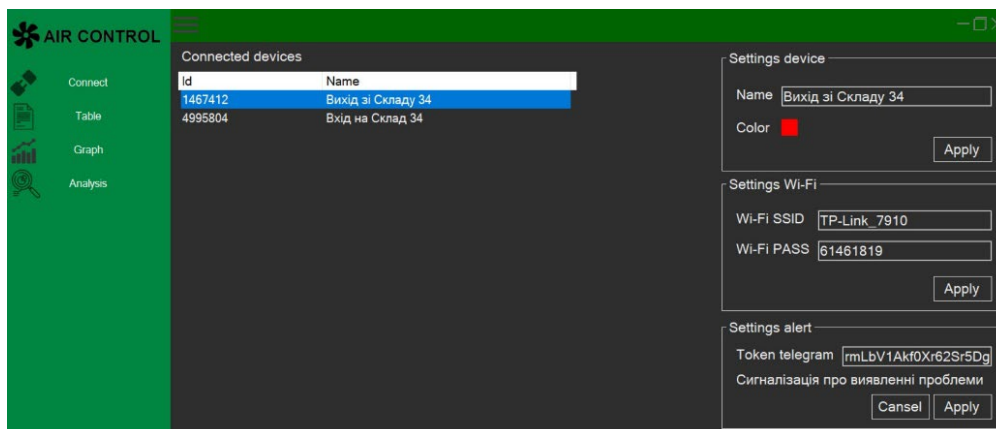 AIR CONTROL
Connect
Table
Graph
Analysis
Connected devices
Id Name
1467412 Вихід зі Складу 34
4995804 Вхід на Склад 34
Settings device
Name Вихід зі Складу 34
Color
Apply
Settings Wi-Fi
Wi-Fi SSID TP-Link_7910
Wi-Fi PASS 61461819
Apply
Settings alert
Token telegram rmLbV1Akf0Xr62Sr5Dg
Сигналізація про виявленні проблеми
Cansel Apply